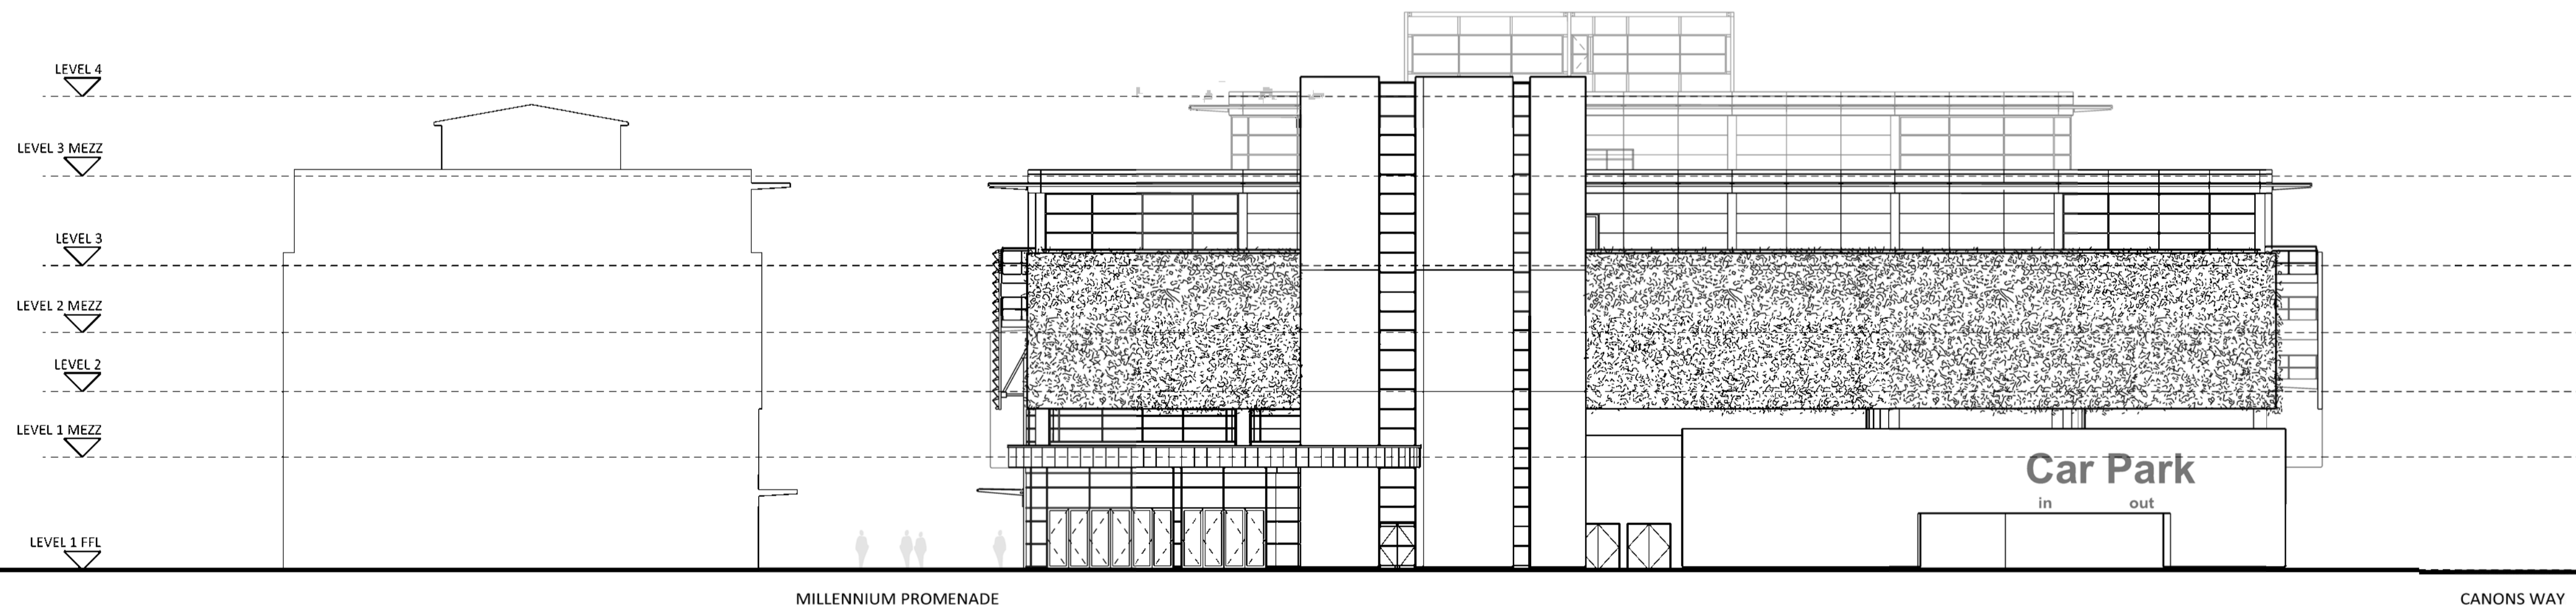 LEVEL 4
LEVEL 3 MEZZ
LEVEL 3
LEVEL 2 MEZZ
LEVEL 2
LEVEL 1 MEZZ
LEVEL 1 FFL
Car Park
in out
MILLENNIUM PROMENADE
CANONS WAY